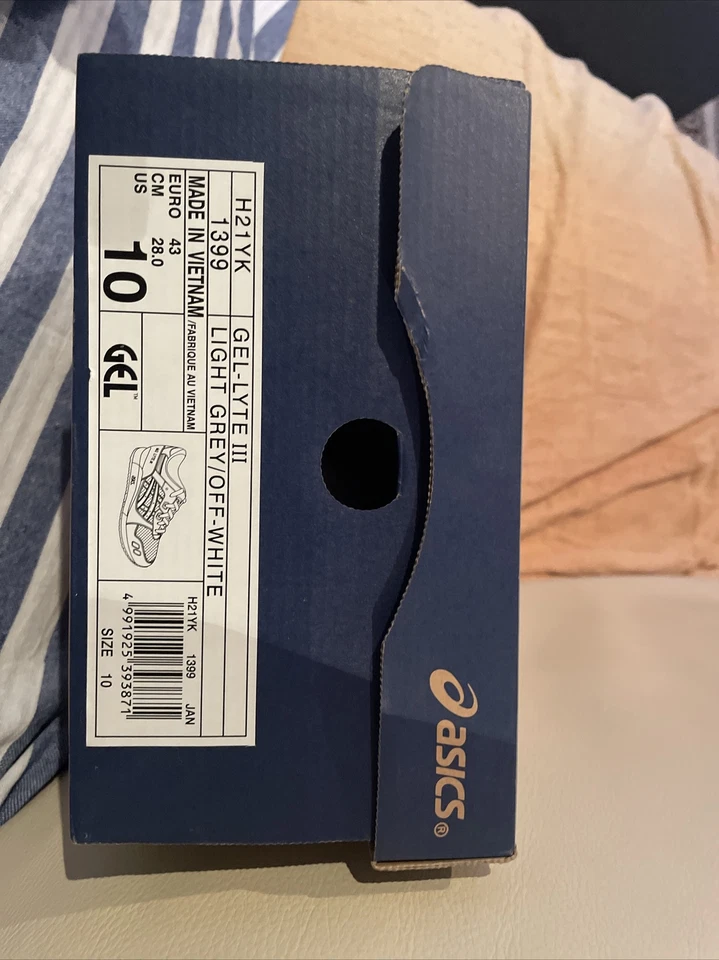 asics®
H21YK GEL-LYTE III
1399 LIGHT GREY/OFF-WHITE
MADE IN VIETNAM/FABRIQUE AU VIETNAM
EURO 43
CM 28.0
US 10
GEL™
H21YK 1399 JAN
4 991925 393871
SIZE 10